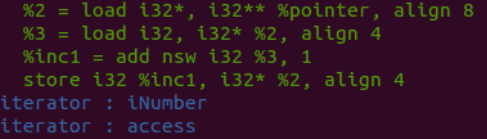 %2 = load i32*, i32** %pointer, align 8
%3 = load i32, i32* %2, align 4
%inc1 = add nsw i32 %3, 1
store i32 %inc1, i32* %2, align 4
iterator : iNumber
iterator : access